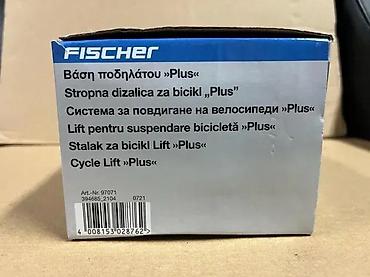 FISCHER
Βάση ποδηλάτου »Plus«
Stropna dizalica za bicikl „Plus”
Система за повдигане на велосипеди »Plus«
Lift pentru suspendare bicicletă »Plus«
Stalak za bicikl Lift »Plus«
Cycle Lift »Plus«
Art.-Nr. 97071
394685_2104 0721
4 008153 028762 >